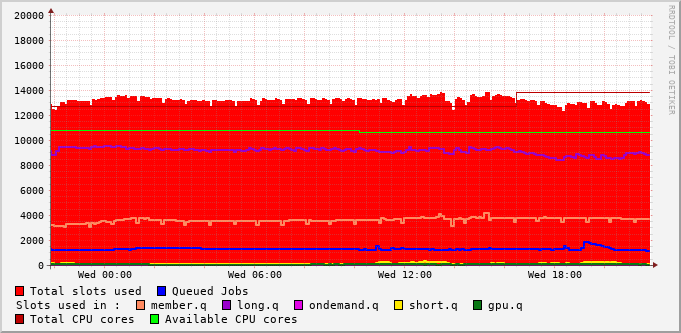 20000
18000
16000
14000
12000
10000
8000
6000
4000
2000
0
Wed 00:00 Wed 06:00 Wed 12:00 Wed 18:00
RRDTOOL / TOBI OETIKER
Total slots used Queued Jobs
Slots used in : member.q long.q ondemand.q short.q gpu.q
Total CPU cores Available CPU cores